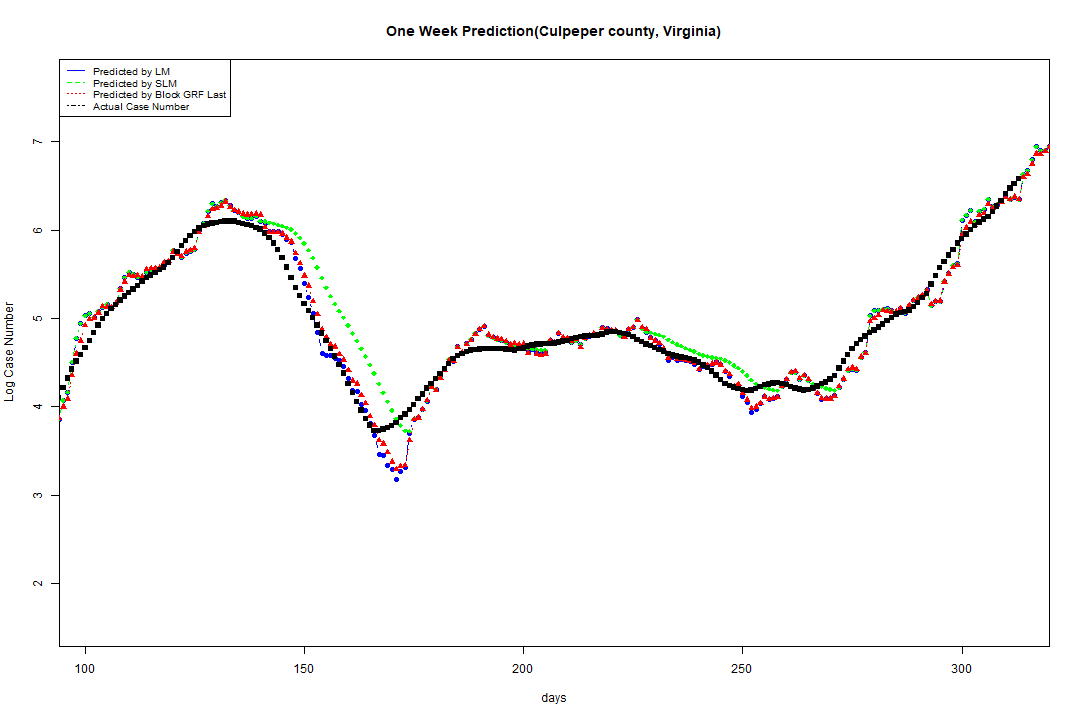 One Week Prediction(Culpeper county, Virginia)
Predicted by LM
Predicted by SLM
Predicted by Block GRF Last
Actual Case Number
7
6
5
4
3
2
Log Case Number
100 150 200 250 300
days